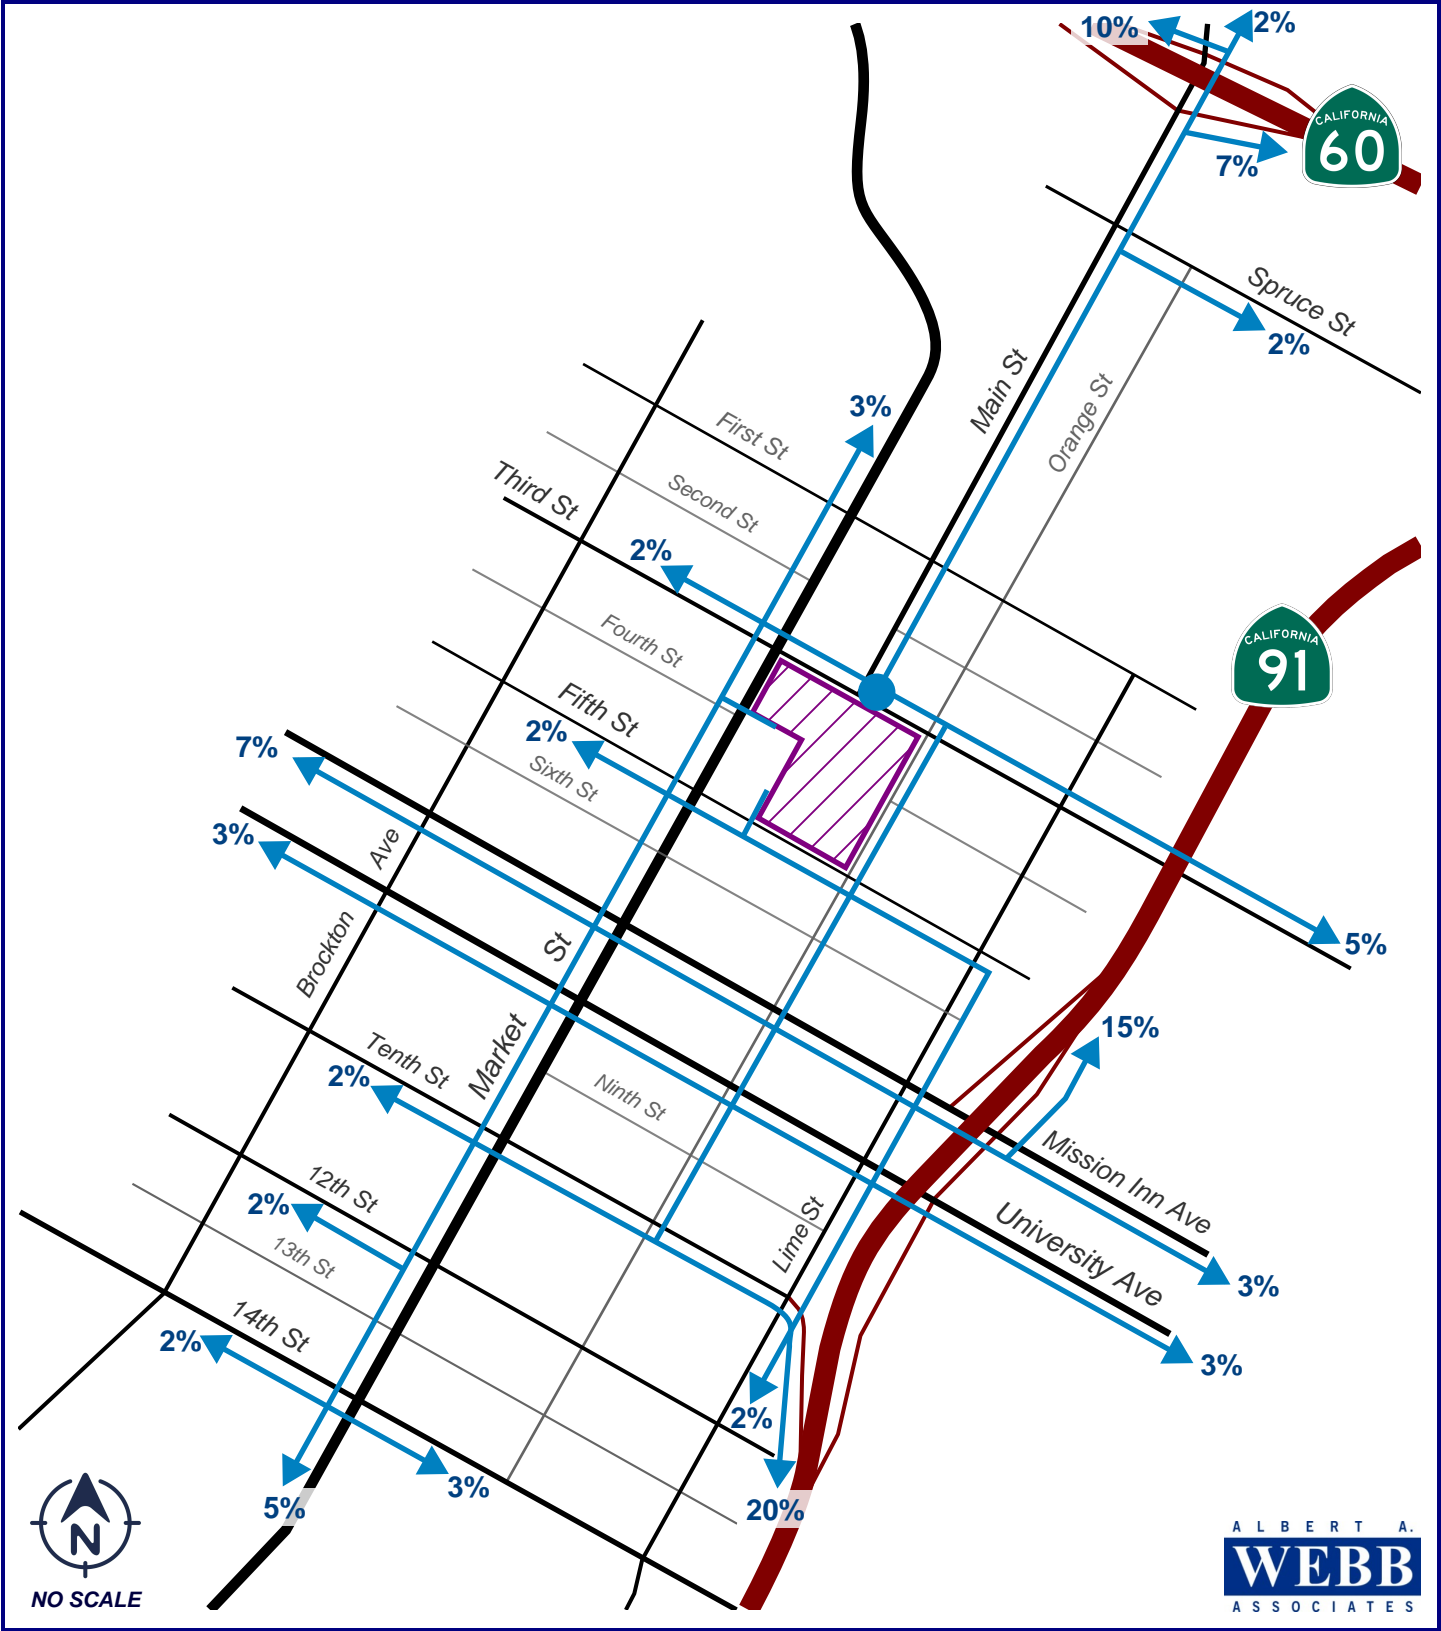 10%
2%
CALIFORNIA
60
7%
Spruce St
2%
Main St
Orange St
3%
First St
Second St
Third St
2%
CALIFORNIA
91
Fourth St
Fifth St
2%
7%
Sixth St
3%
Brockton Ave
Market St
5%
15%
Tenth St
2%
Ninth St
Mission Inn Ave
12th St
2%
Lime St
University Ave
13th St
3%
14th St
2%
3%
2%
3%
5%
20%
N
NO SCALE
ALBERT A.
WEBB
ASSOCIATES